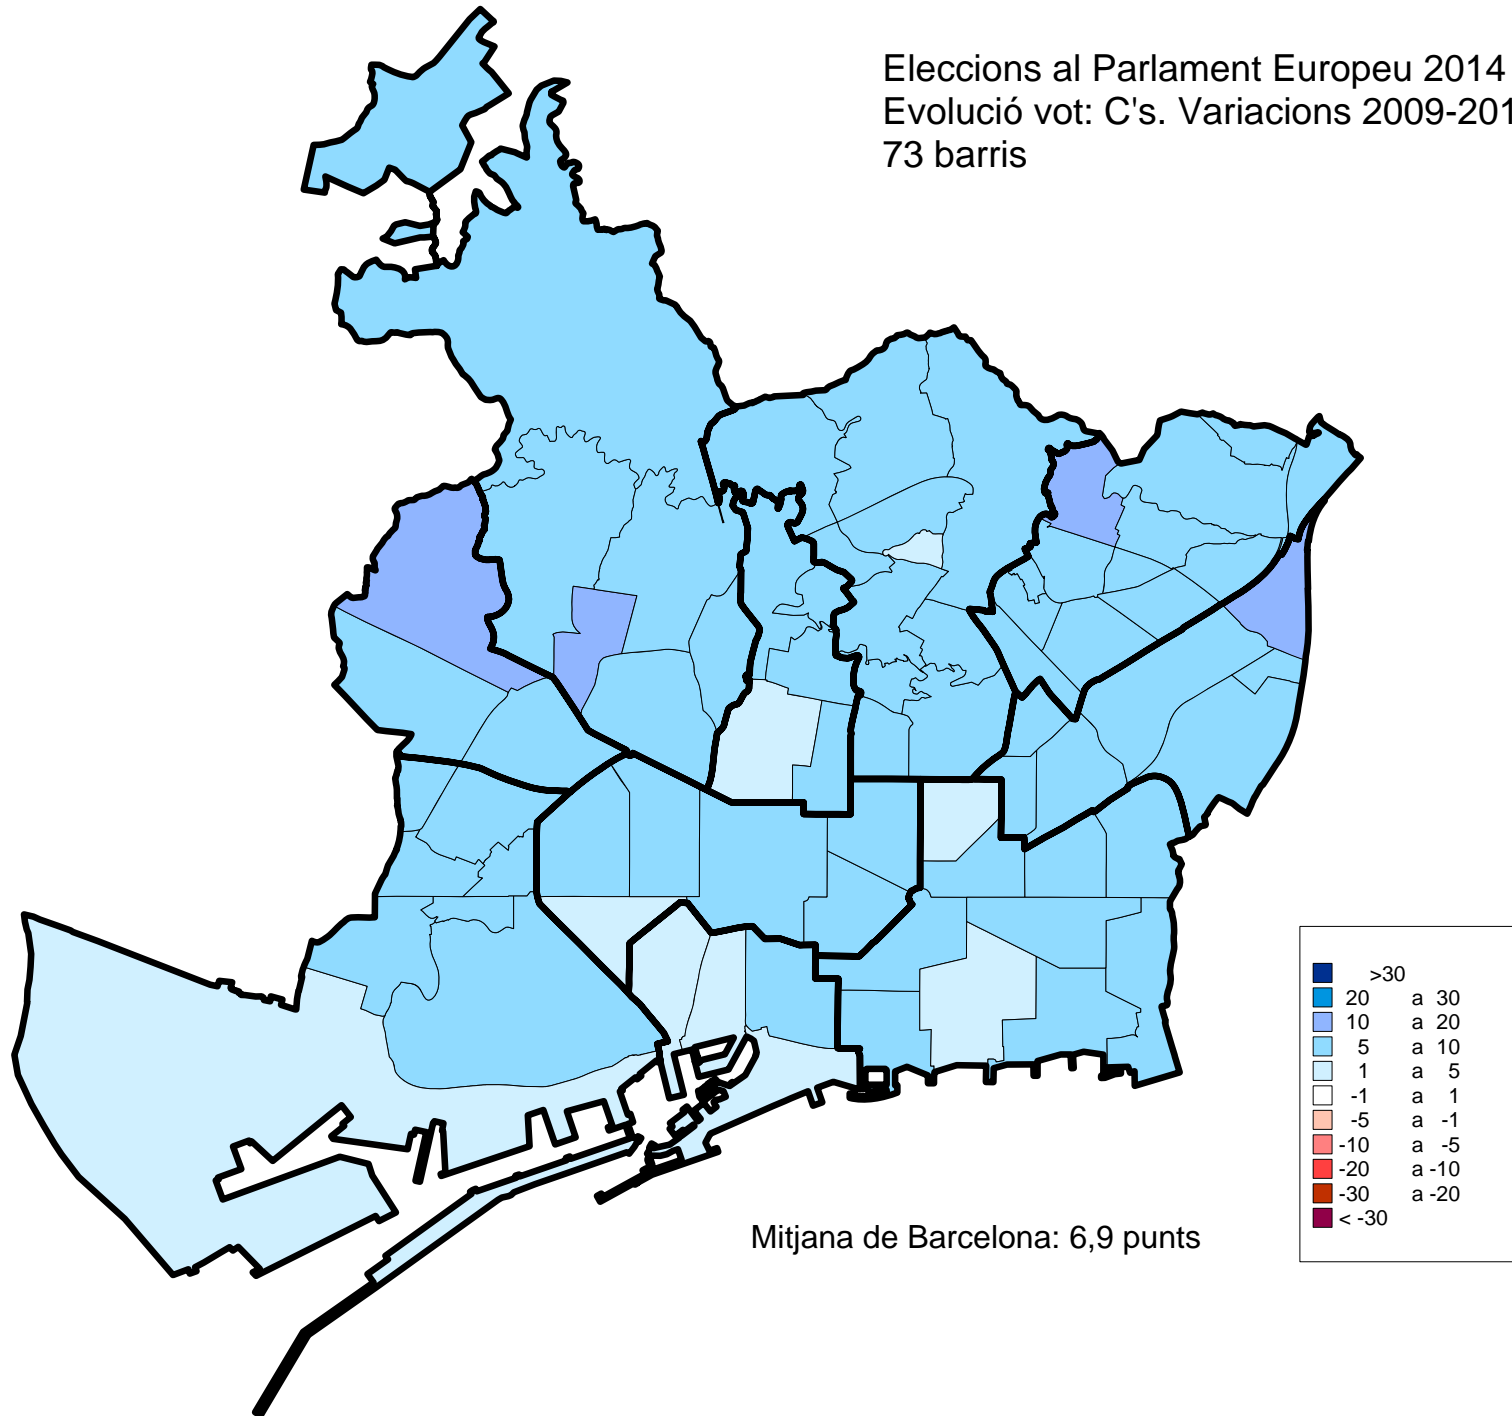 Eleccions al Parlament Europeu 2014
Evolució vot: C's. Variacions 2009-201
73 barris
>30
20 a 30
10 a 20
5 a 10
1 a 5
-1 a 1
-5 a -1
-10 a -5
-20 a -10
-30 a -20
< -30
Mitjana de Barcelona: 6,9 punts